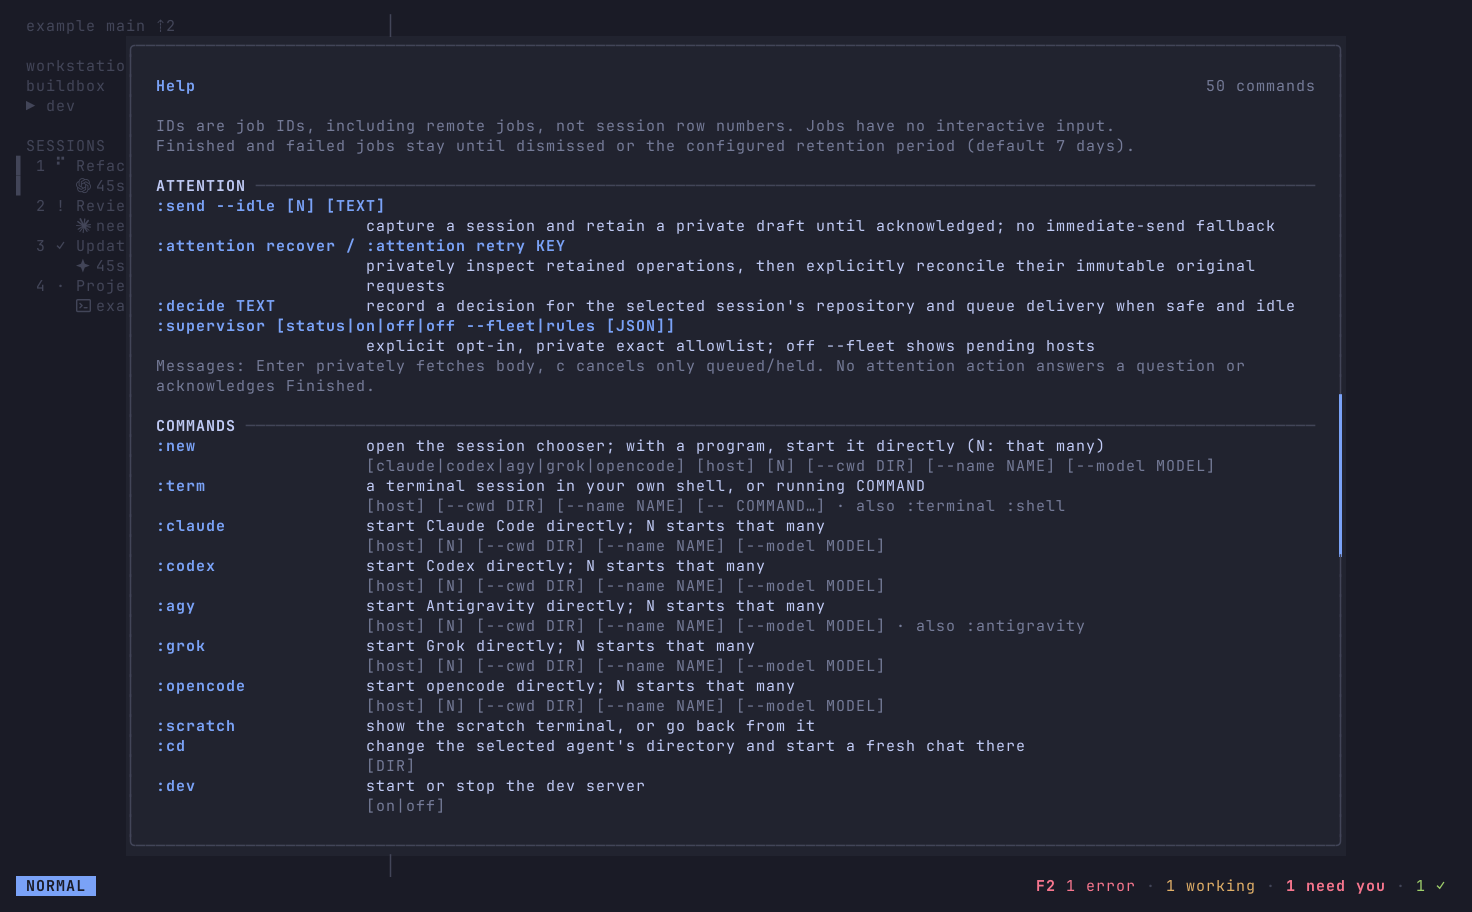 example main ↑2
workstatio
buildbox
▶ dev
SESSIONS
1 Refac
45s
2 ! Revie
nee
3 ✓ Updat
45s
4 · Proje
exa
Help 50 commands
IDs are job IDs, including remote jobs, not session row numbers. Jobs have no interactive input.
Finished and failed jobs stay until dismissed or the configured retention period (default 7 days).
ATTENTION
:send --idle [N] [TEXT]
capture a session and retain a private draft until acknowledged; no immediate-send fallback
:attention recover / :attention retry KEY
privately inspect retained operations, then explicitly reconcile their immutable original
requests
:decide TEXT record a decision for the selected session's repository and queue delivery when safe and idle
:supervisor [status|on|off|off --fleet|rules [JSON]]
explicit opt-in, private exact allowlist; off --fleet shows pending hosts
Messages: Enter privately fetches body, c cancels only queued/held. No attention action answers a question or
acknowledges Finished.
COMMANDS
:new open the session chooser; with a program, start it directly (N: that many)
[claude|codex|agy|grok|opencode] [host] [N] [--cwd DIR] [--name NAME] [--model MODEL]
:term a terminal session in your own shell, or running COMMAND
[host] [--cwd DIR] [--name NAME] [-- COMMAND…] · also :terminal :shell
:claude start Claude Code directly; N starts that many
[host] [N] [--cwd DIR] [--name NAME] [--model MODEL]
:codex start Codex directly; N starts that many
[host] [N] [--cwd DIR] [--name NAME] [--model MODEL]
:agy start Antigravity directly; N starts that many
[host] [N] [--cwd DIR] [--name NAME] [--model MODEL] · also :antigravity
:grok start Grok directly; N starts that many
[host] [N] [--cwd DIR] [--name NAME] [--model MODEL]
:opencode start opencode directly; N starts that many
[host] [N] [--cwd DIR] [--name NAME] [--model MODEL]
:scratch show the scratch terminal, or go back from it
:cd change the selected agent's directory and start a fresh chat there
[DIR]
:dev start or stop the dev server
[on|off]
NORMAL F2 1 error · 1 working · 1 need you · 1 ✓